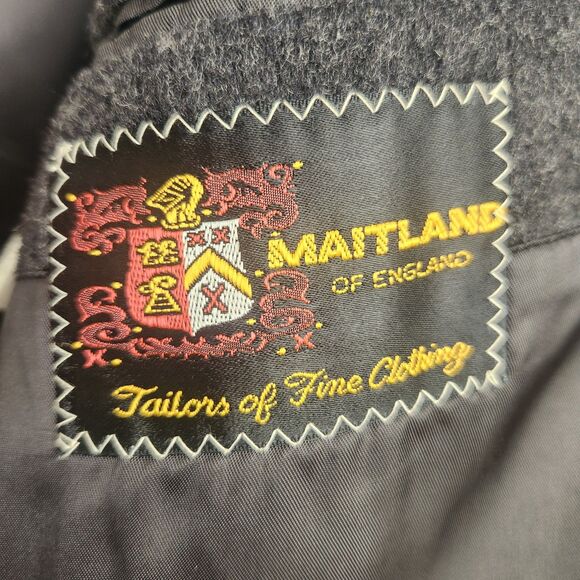 MAITLAND
OF ENGLAND
Tailors of Fine Clothing